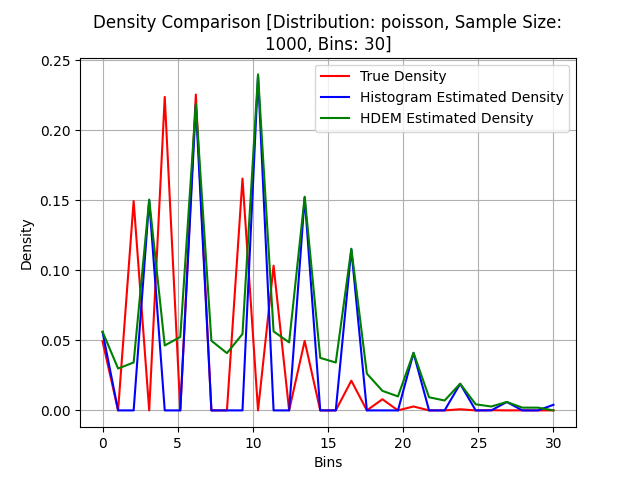 Density Comparison [Distribution: poisson, Sample Size:
1000, Bins: 30]
True Density
Histogram Estimated Density
HDEM Estimated Density
Density
0.25
0.20
0.15
0.10
0.05
0.00
0 5 10 15 20 25 30
Bins